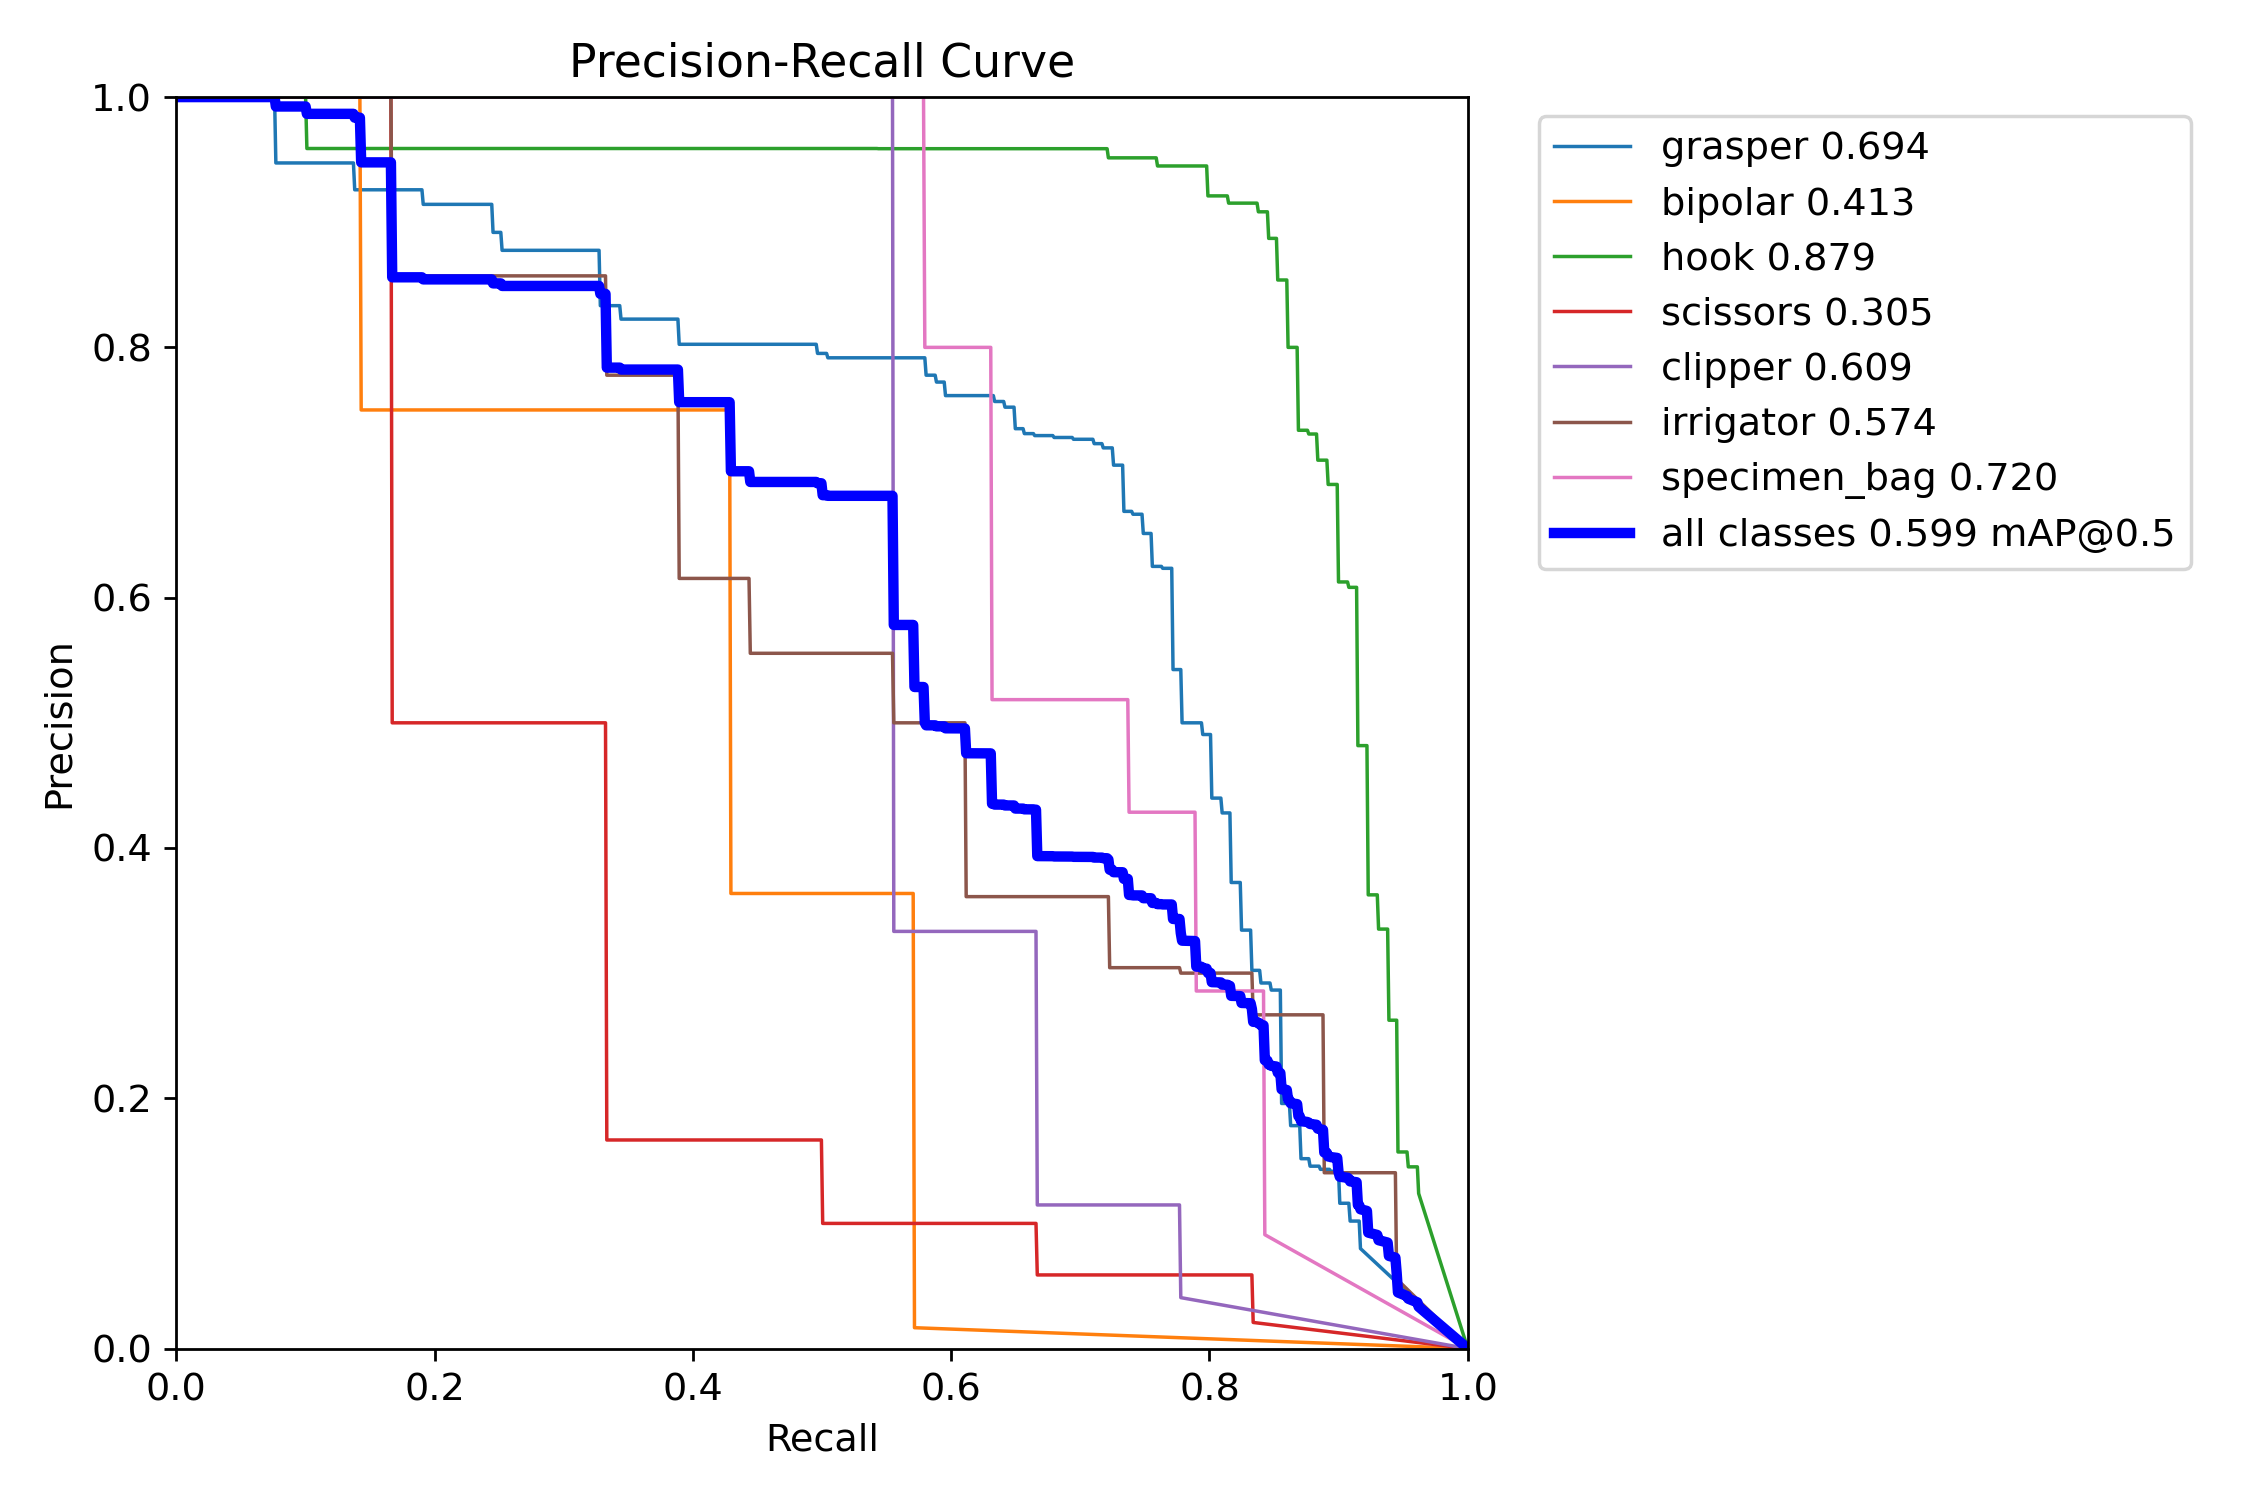 Precision-Recall Curve
1.0
0.8
0.6
0.4
0.2
0.0
Precision
0.0 0.2 0.4 0.6 0.8 1.0
Recall
grasper 0.694
bipolar 0.413
hook 0.879
scissors 0.305
clipper 0.609
irrigator 0.574
specimen_bag 0.720
all classes 0.599 mAP@0.5